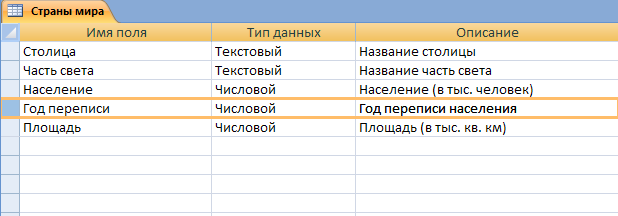 Страны мира
Имя поля Тип данных Описание
Столица Текстовый Название столицы
Часть света Текстовый Название часть света
Население Числовой Население (в тыс. человек)
Год переписи Числовой Год переписи населения
Площадь Числовой Площадь (в тыс. кв. км)